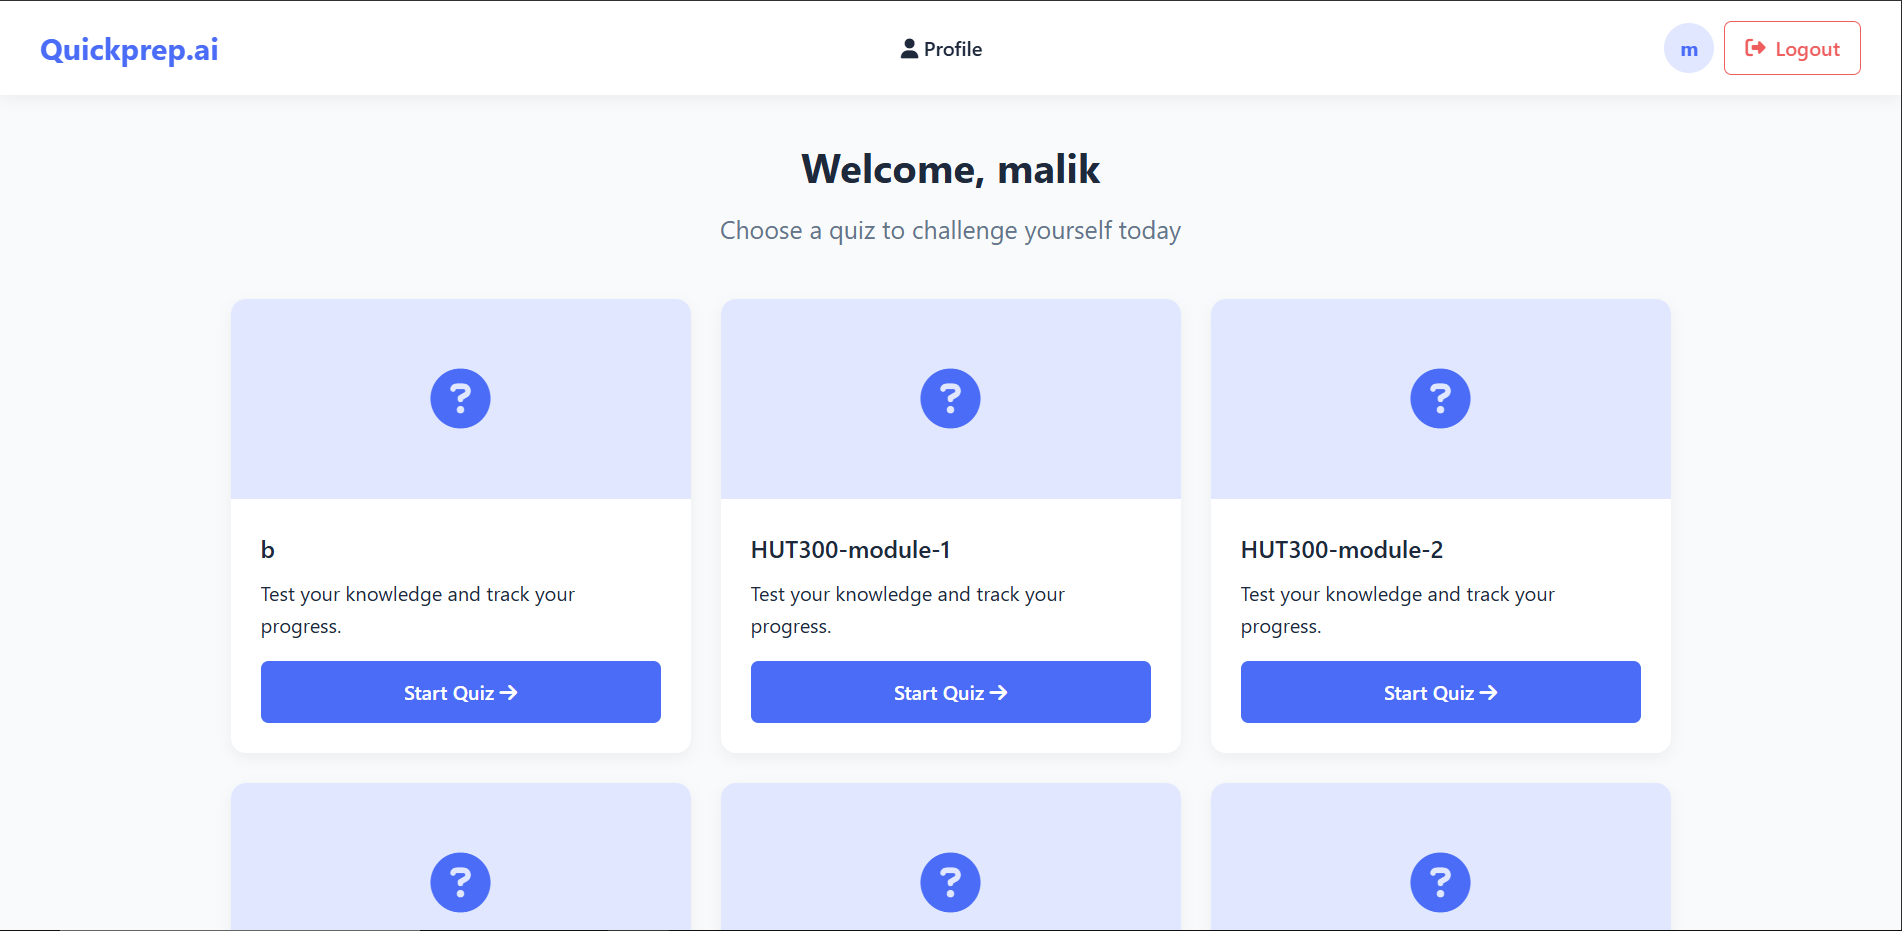 Quickprep.ai
Profile
m
Logout
Welcome, malik
Choose a quiz to challenge yourself today
?
?
?
b
HUT300-module-1
HUT300-module-2
Test your knowledge and track your
progress.
Test your knowledge and track your
progress.
Test your knowledge and track your
progress.
Start Quiz
Start Quiz
Start Quiz
?
?
?